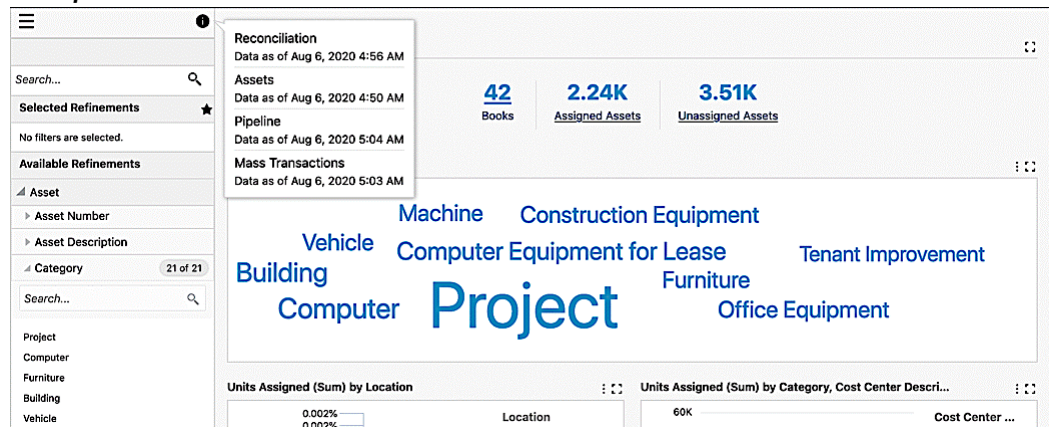 Reconciliation
Data as of Aug 6, 2020 4:56 AM
Assets
Data as of Aug 6, 2020 4:50 AM
Pipeline
Data as of Aug 6, 2020 5:04 AM
Mass Transactions
Data as of Aug 6, 2020 5:03 AM
Search...
Selected Refinements
No filters are selected.
Available Refinements
Asset
Asset Number
Asset Description
Category 21 of 21
Search...
Project
Computer
Furniture
Building
Vehicle
42 2.24K 3.51K
Books Assigned Assets Unassigned Assets
Machine Construction Equipment
Vehicle Computer Equipment for Lease Tenant Improvement
Building Furniture
Computer Project Office Equipment
Units Assigned (Sum) by Location
0.002% Location
0.002%
Units Assigned (Sum) by Category, Cost Center Descri...
60K Cost Center ...